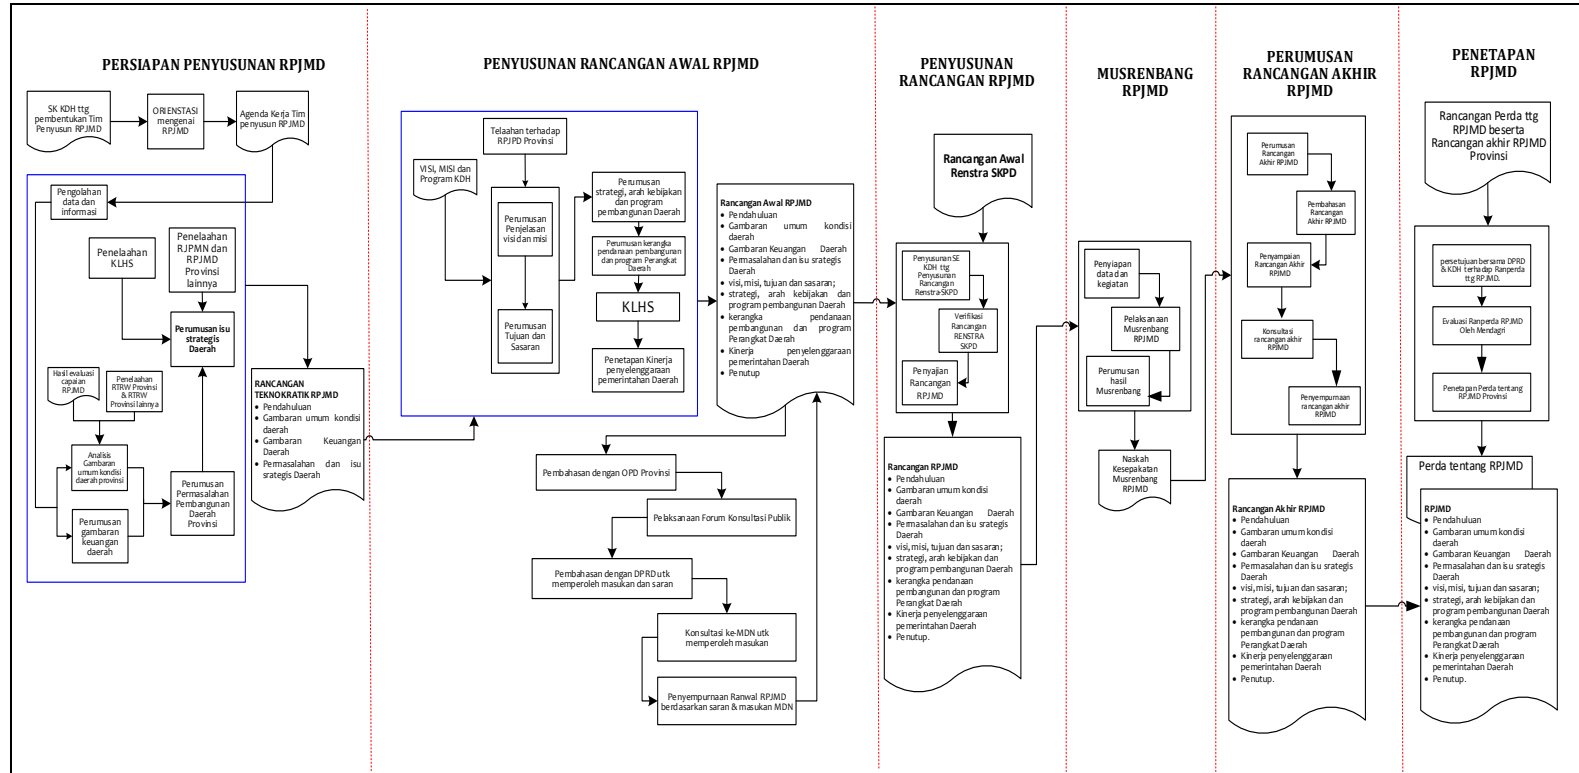 PERSIAPAN PENYUSUNAN RPJMD
SK KDH ttg
pembentukan Tim
Penyusun RPJMD
ORIENSTASI
mengenai
RPJMD
Agenda Kerja Tim
penyusun RPJMD
Pengolahan
data dan
informasi
Penelaahan
KLHS
Penelaahan
RJPMN dan
RPJMD
Provinsi
lainnya
Perumusan isu
strategis
Daerah
Hasil evaluasi
capaian
RPJMD
Penelaahan
RTRW Provinsi
& RTRW
Provinsi lainnya
Analisis
Gambaran
umum kondisi
daerah provinsi
Perumusan
gambaran
keuangan
daerah
Perumusan
Permasalahan
Pembangunan
Daerah
Provinsi
RANCANGAN
TEKNOKRATIK RPJMD
• Pendahuluan
• Gambaran umum kondisi
daerah
• Gambaran Keuangan
Daerah
• Permasalahan dan isu
srategis Daerah
PENYUSUNAN RANCANGAN AWAL RPJMD
VISI, MISI dan
Program KDH
Telaahan terhadap
RPJPD Provinsi
Perumusan
Penjelasan
visi dan misi
Perumusan
Tujuan dan
Sasaran
Perumusan
strategi, arah kebijakan
dan program
pembangunan Daerah
Perumusan kerangka
pendanaan pembangunan
dan program Perangkat
Daerah
KLHS
Penetapan Kinerja
penyelenggaraan
pemerintahan Daerah
Rancangan Awal RPJMD
• Pendahuluan
• Gambaran umum kondisi
daerah
• Gambaran Keuangan Daerah
• Permasalahan dan isu srategis
Daerah
• visi, misi, tujuan dan sasaran;
• strategi, arah kebijakan dan
program pembangunan Daerah
• kerangka pendanaan
pembangunan dan program
Perangkat Daerah
• Kinerja penyelenggaraan
pemerintahan Daerah
• Penutup
Pembahasan dengan OPD Provinsi
Pelaksanaan Forum Konsultasi Publik
Pembahasan dengan DPRD utk
memperoleh masukan dan saran
Konsultasi ke-MDN utk
memperoleh masukan
Penyempurnaan Ranwal RPJMD
berdasarkan saran & masukan MDN
PENYUSUNAN
RANCANGAN RPJMD
Rancangan Awal
Renstra SKPD
Penyusunan SE
KDH ttg
Penyusunan
Rancangan
Renstra-SKPD
Verifikasi
Rancangan
RENSTRA
SKPD
Penyajian
Rancangan
RPJMD
Rancangan RPJMD
• Pendahuluan
• Gambaran umum kondisi
daerah
• Gambaran Keuangan Daerah
• Permasalahan dan isu srategis
Daerah
• visi, misi, tujuan dan sasaran;
• strategi, arah kebijakan dan
program pembangunan Daerah
• kerangka pendanaan
pembangunan dan program
Perangkat Daerah
• Kinerja penyelenggaraan
pemerintahan Daerah
• Penutup.
MUSRENBANG
RPJMD
Penyiapan
data dan
kegiatan
Pelaksanaan
Musrenbang
RPJMD
Perumusan
hasil
Musrenbang
Naskah
Kesepakatan
Musrenbang
RPJMD
PERUMUSAN
RANCANGAN AKHIR
RPJMD
Perumusan
Rancangan
Akhir RPJMD
Pembahasan
Rancangan
Akhir RPJMD
Penyampaian
Rancangan Akhir
RPJMD
Konsultasi
rancangan akhir
RPJMD
Penyempurnaan
rancangan akhir
RPJMD
Rancangan Akhir RPJMD
• Pendahuluan
• Gambaran umum kondisi
daerah
• Gambaran Keuangan Daerah
• Permasalahan dan isu srategis
Daerah
• visi, misi, tujuan dan sasaran;
• strategi, arah kebijakan dan
program pembangunan Daerah
• kerangka pendanaan
pembangunan dan program
Perangkat Daerah
• Kinerja penyelenggaraan
pemerintahan Daerah
• Penutup.
PENETAPAN
RPJMD
Rancangan Perda ttg
RPJMD beserta
Rancangan akhir RPJMD
Provinsi
persetujuan bersama DPRD
& KDH terhadap Ranperda
ttg RPJMD.
Evaluasi Ranperda RPJMD
Oleh Mendagri
Penetapan Perda tentang
RPJMD Provinsi
Perda tentang RPJMD
RPJMD
• Pendahuluan
• Gambaran umum kondisi
daerah
• Gambaran Keuangan Daerah
• Permasalahan dan isu srategis
Daerah
• visi, misi, tujuan dan sasaran;
• strategi, arah kebijakan dan
program pembangunan Daerah
• kerangka pendanaan
pembangunan dan program
Perangkat Daerah
• Kinerja penyelenggaraan
pemerintahan Daerah
• Penutup.